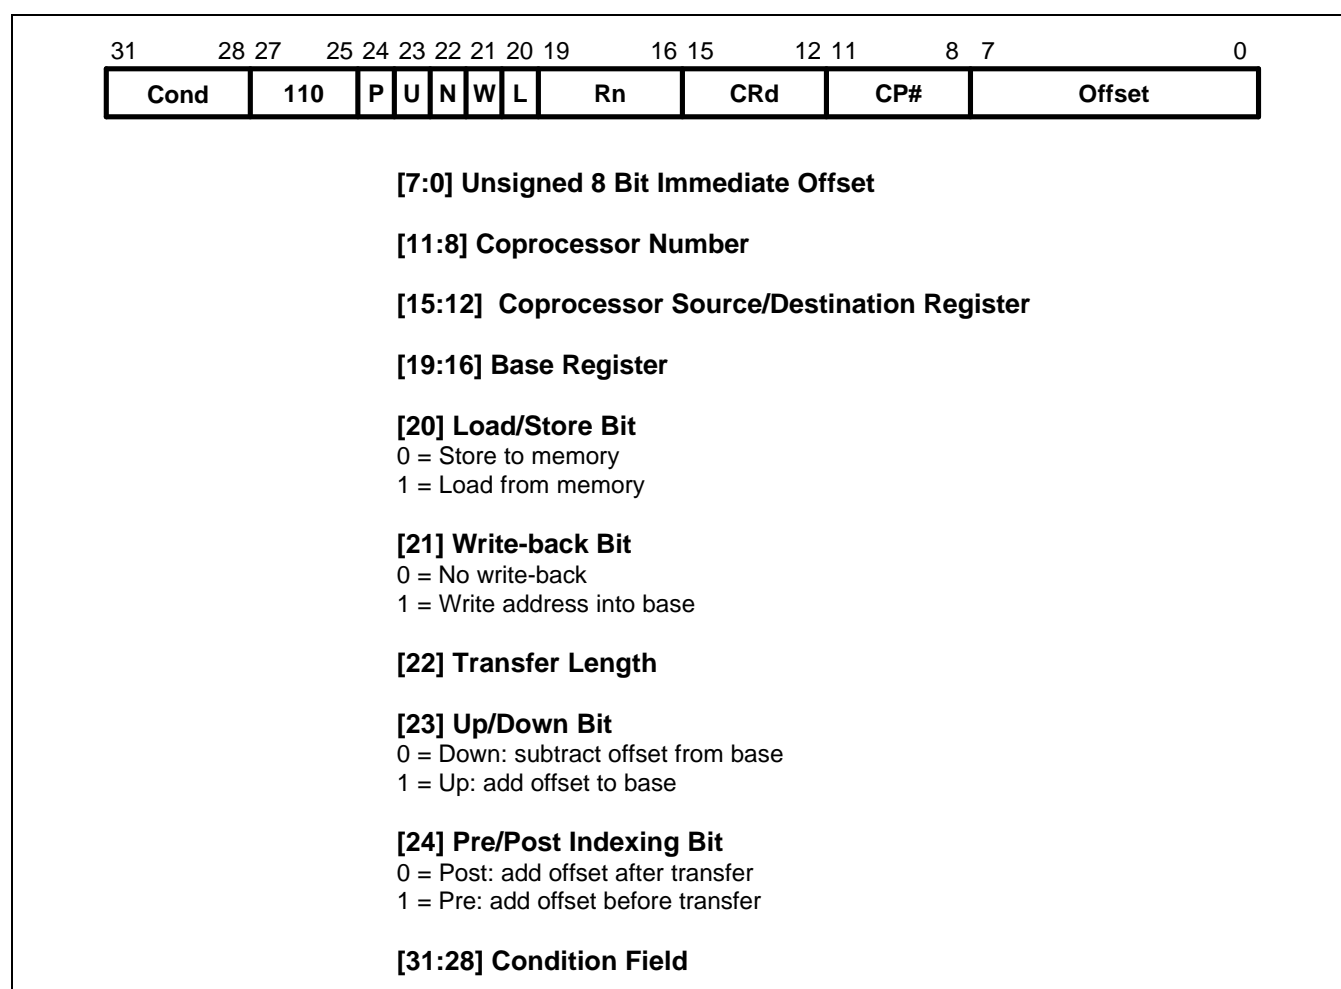 31 28 27 25 24 23 22 21 20 19 16 15 12 11 8 7 0
Cond 110 P U N W L Rn CRd CP# Offset
[7:0] Unsigned 8 Bit Immediate Offset
[11:8] Coprocessor Number
[15:12] Coprocessor Source/Destination Register
[19:16] Base Register
[20] Load/Store Bit
0 = Store to memory
1 = Load from memory
[21] Write-back Bit
0 = No write-back
1 = Write address into base
[22] Transfer Length
[23] Up/Down Bit
0 = Down: subtract offset from base
1 = Up: add offset to base
[24] Pre/Post Indexing Bit
0 = Post: add offset after transfer
1 = Pre: add offset before transfer
[31:28] Condition Field